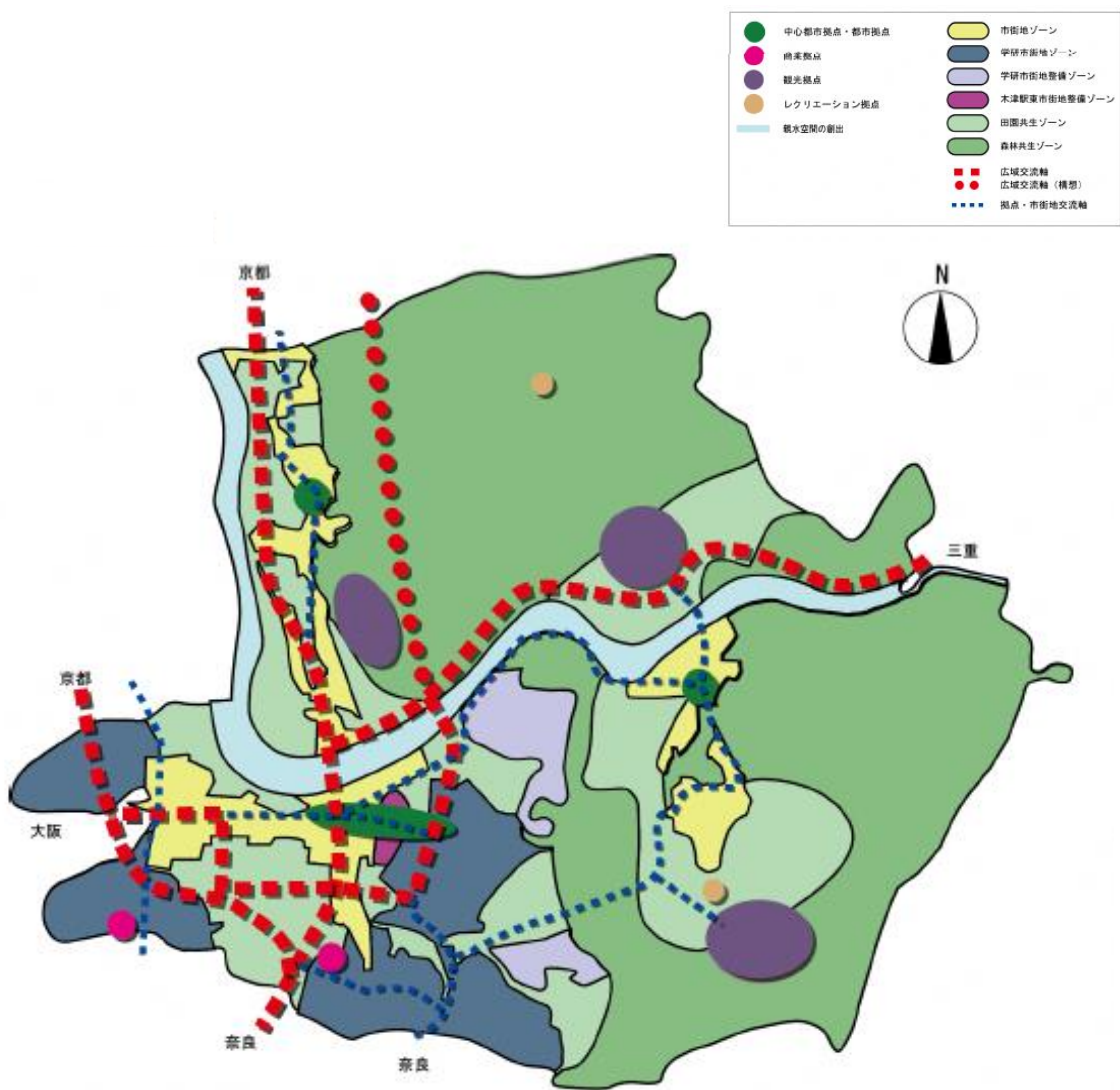 中心都市拠点・都市拠点
商業拠点
観光拠点
レクリエーション拠点
親水空間の創出
市街地ゾーン
学研市街地ゾーン
学研市街地整備ゾーン
木津駅東市街地整備ゾーン
田園共生ゾーン
森林共生ゾーン
広域交流軸
広域交流軸（構想）
拠点・市街地交流軸
京都
N
三重
京都
大阪
奈良
奈良